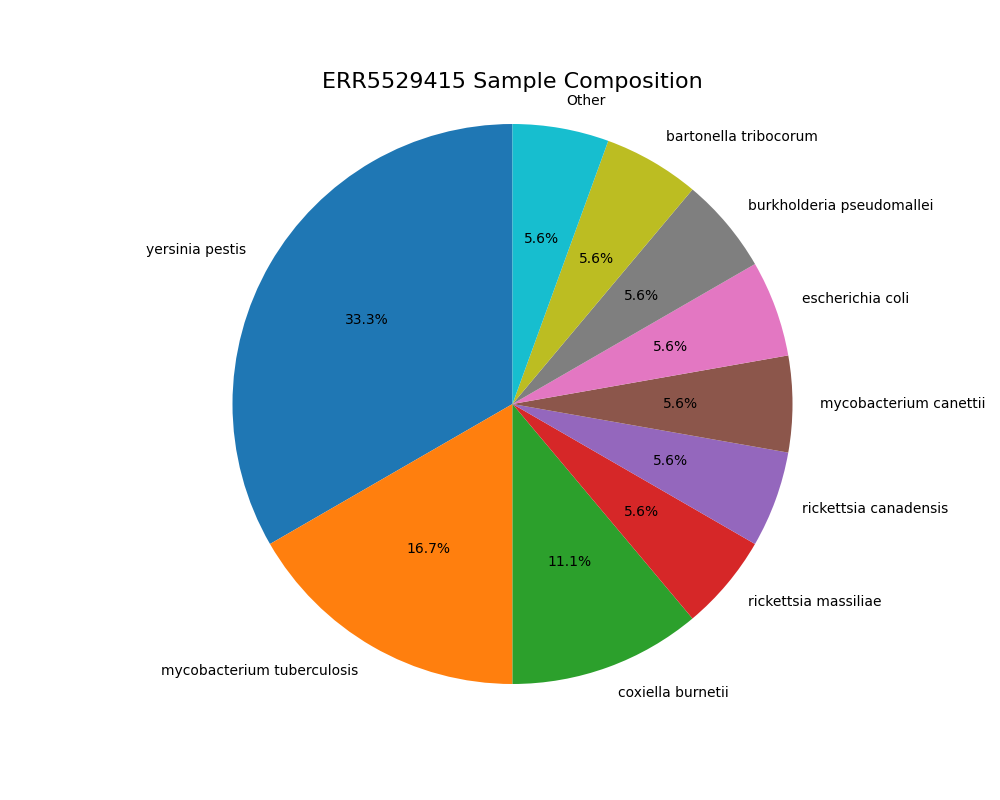 ERR5529415 Sample Composition
Other
bartonella tribocorum
burkholderia pseudomallei
yersinia pestis
escherichia coli
mycobacterium canettii
rickettsia canadensis
rickettsia massiliae
mycobacterium tuberculosis
coxiella burnetii
5.6%
5.6%
5.6%
33.3%
5.6%
5.6%
5.6%
5.6%
16.7%
11.1%